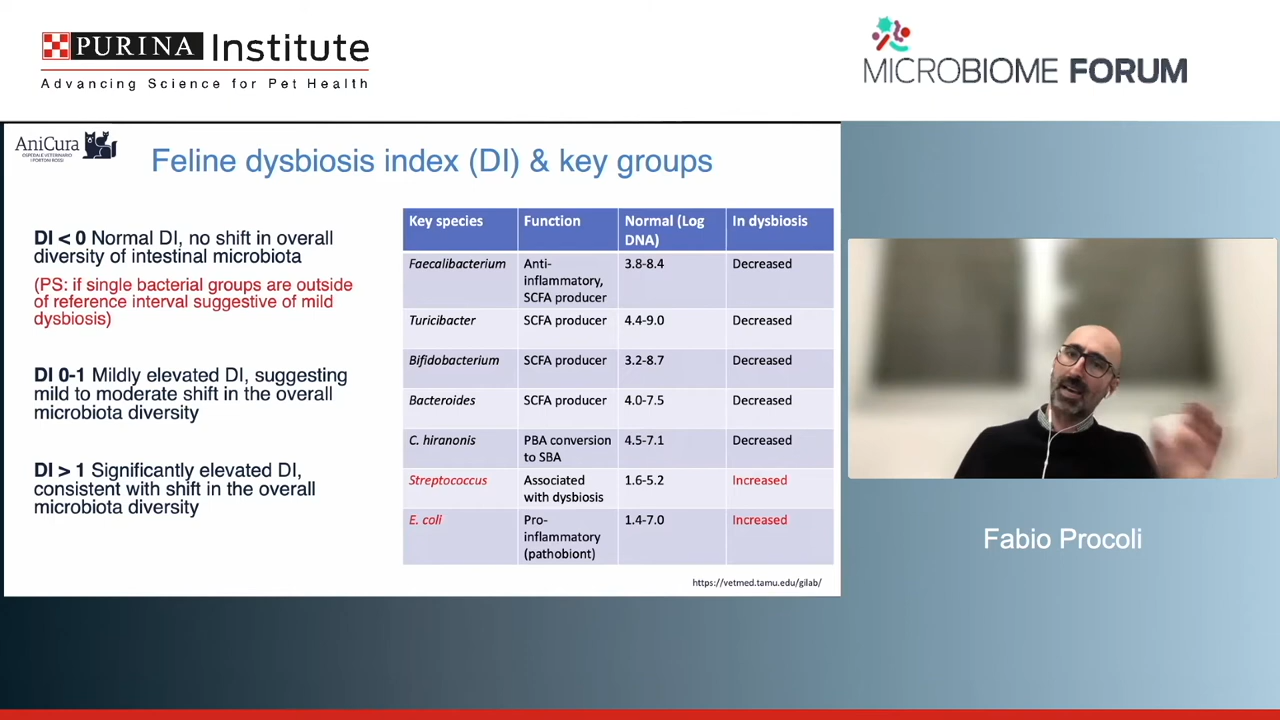 PURINA Institute
Advancing Science for Pet Health
MICROBIOME FORUM
AniCura
OSPEDALE VETERINARIO
I PORTONI ROSSI
Feline dysbiosis index (DI) & key groups
DI < 0 Normal DI, no shift in overall
diversity of intestinal microbiota
(PS: if single bacterial groups are outside
of reference interval suggestive of mild
dysbiosis)
DI 0-1 Mildly elevated DI, suggesting
mild to moderate shift in the overall
microbiota diversity
DI > 1 Significantly elevated DI,
consistent with shift in the overall
microbiota diversity
Key species Function Normal (Log In dysbiosis
DNA)
Faecalibacterium Anti- 3.8-8.4 Decreased
inflammatory,
SCFA producer
Turicibacter SCFA producer 4.4-9.0 Decreased
Bifidobacterium SCFA producer 3.2-8.7 Decreased
Bacteroides SCFA producer 4.0-7.5 Decreased
C. hiranonis PBA conversion 4.5-7.1 Decreased
to SBA
Streptococcus Associated 1.6-5.2 Increased
with dysbiosis
E. coli Pro- 1.4-7.0 Increased
inflammatory
(pathobiont)
https://vetmed.tamu.edu/gilab/
Fabio Procoli